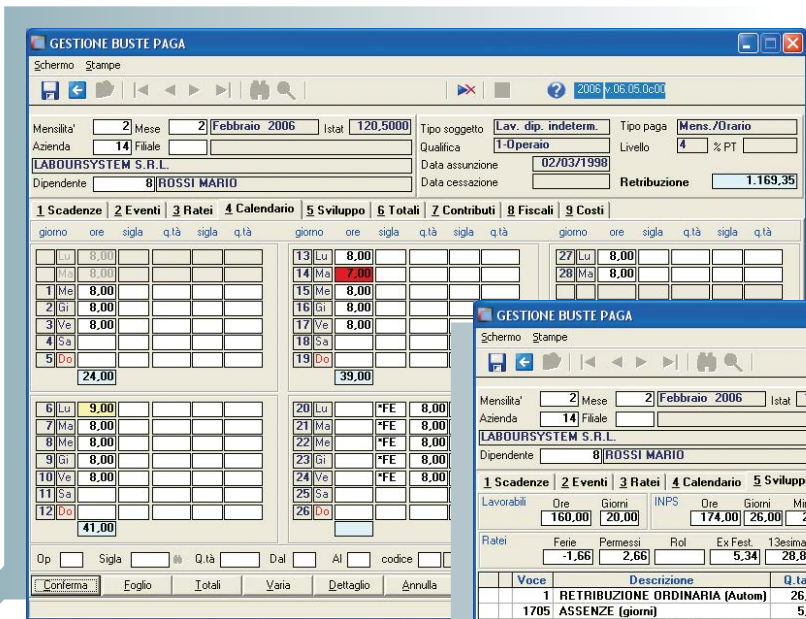 GESTIONE BUSTE PAGA
Schermo Stampe
2006 v.06.05.0c00
Mensilita' 2 Mese 2 Febbraio 2006 Istat 120,5000
Azienda 14 Filiale
LABOURSYSTEM S.R.L.
Dipendente 8 ROSSI MARIO
Tipo soggetto Lav. dip. indeterm. Tipo paga Mens./Orario
Qualifica 1-Operaio Livello 4 % PT
Data assunzione 02/03/1998
Data cessazione Retribuzione 1.169,35
1 Scadenze 2 Eventi 3 Ratei 4 Calendario 5 Sviluppo 6 Totali 7 Contributi 8 Fiscali 9 Costi
giorno ore sigla q.tà sigla q.tà
Lu 8,00
Ma 8,00
1 Me 8,00
2 Gi 8,00
3 Ve 8,00
4 Sa
5 Do
24,00
6 Lu 9,00
7 Ma 8,00
8 Me 8,00
9 Gi 8,00
10 Ve 8,00
11 Sa
12 Do
41,00
giorno ore sigla q.tà sigla q.tà
13 Lu 8,00
14 Ma 7,00
15 Me 8,00
16 Gi 8,00
17 Ve 8,00
18 Sa
19 Do
39,00
20 Lu *FE 8,00
21 Ma *FE 8,00
22 Me *FE 8,00
23 Gi *FE 8,00
24 Ve *FE 8,00
25 Sa
26 Do
giorno ore sigla q.tà sigla q.tà
27 Lu 8,00
28 Ma 8,00
Op Sigla Q.tà Dal Al codice
Conferma Foglio Totali Varia Dettaglio Annulla
GESTIONE BUSTE PAGA
Schermo Stampe
Mensilita' 2 Mese 2 Febbraio 2006 Istat
Azienda 14 Filiale
LABOURSYSTEM S.R.L.
Dipendente 8 ROSSI MARIO
1 Scadenze 2 Eventi 3 Ratei 4 Calendario 5 Svilupp
Lavorabili Ore Giorni INPS Ore Giorni Min
160,00 20,00 174,00 26,00 2
Ratei Ferie Permessi Rol Ex Fest. 13esima
-1,66 2,66 5,34 28,8
Voce Descrizione Q.ta
1 RETRIBUZIONE ORDINARIA (Autom) 26,
1705 ASSENZE (giorni) 5,